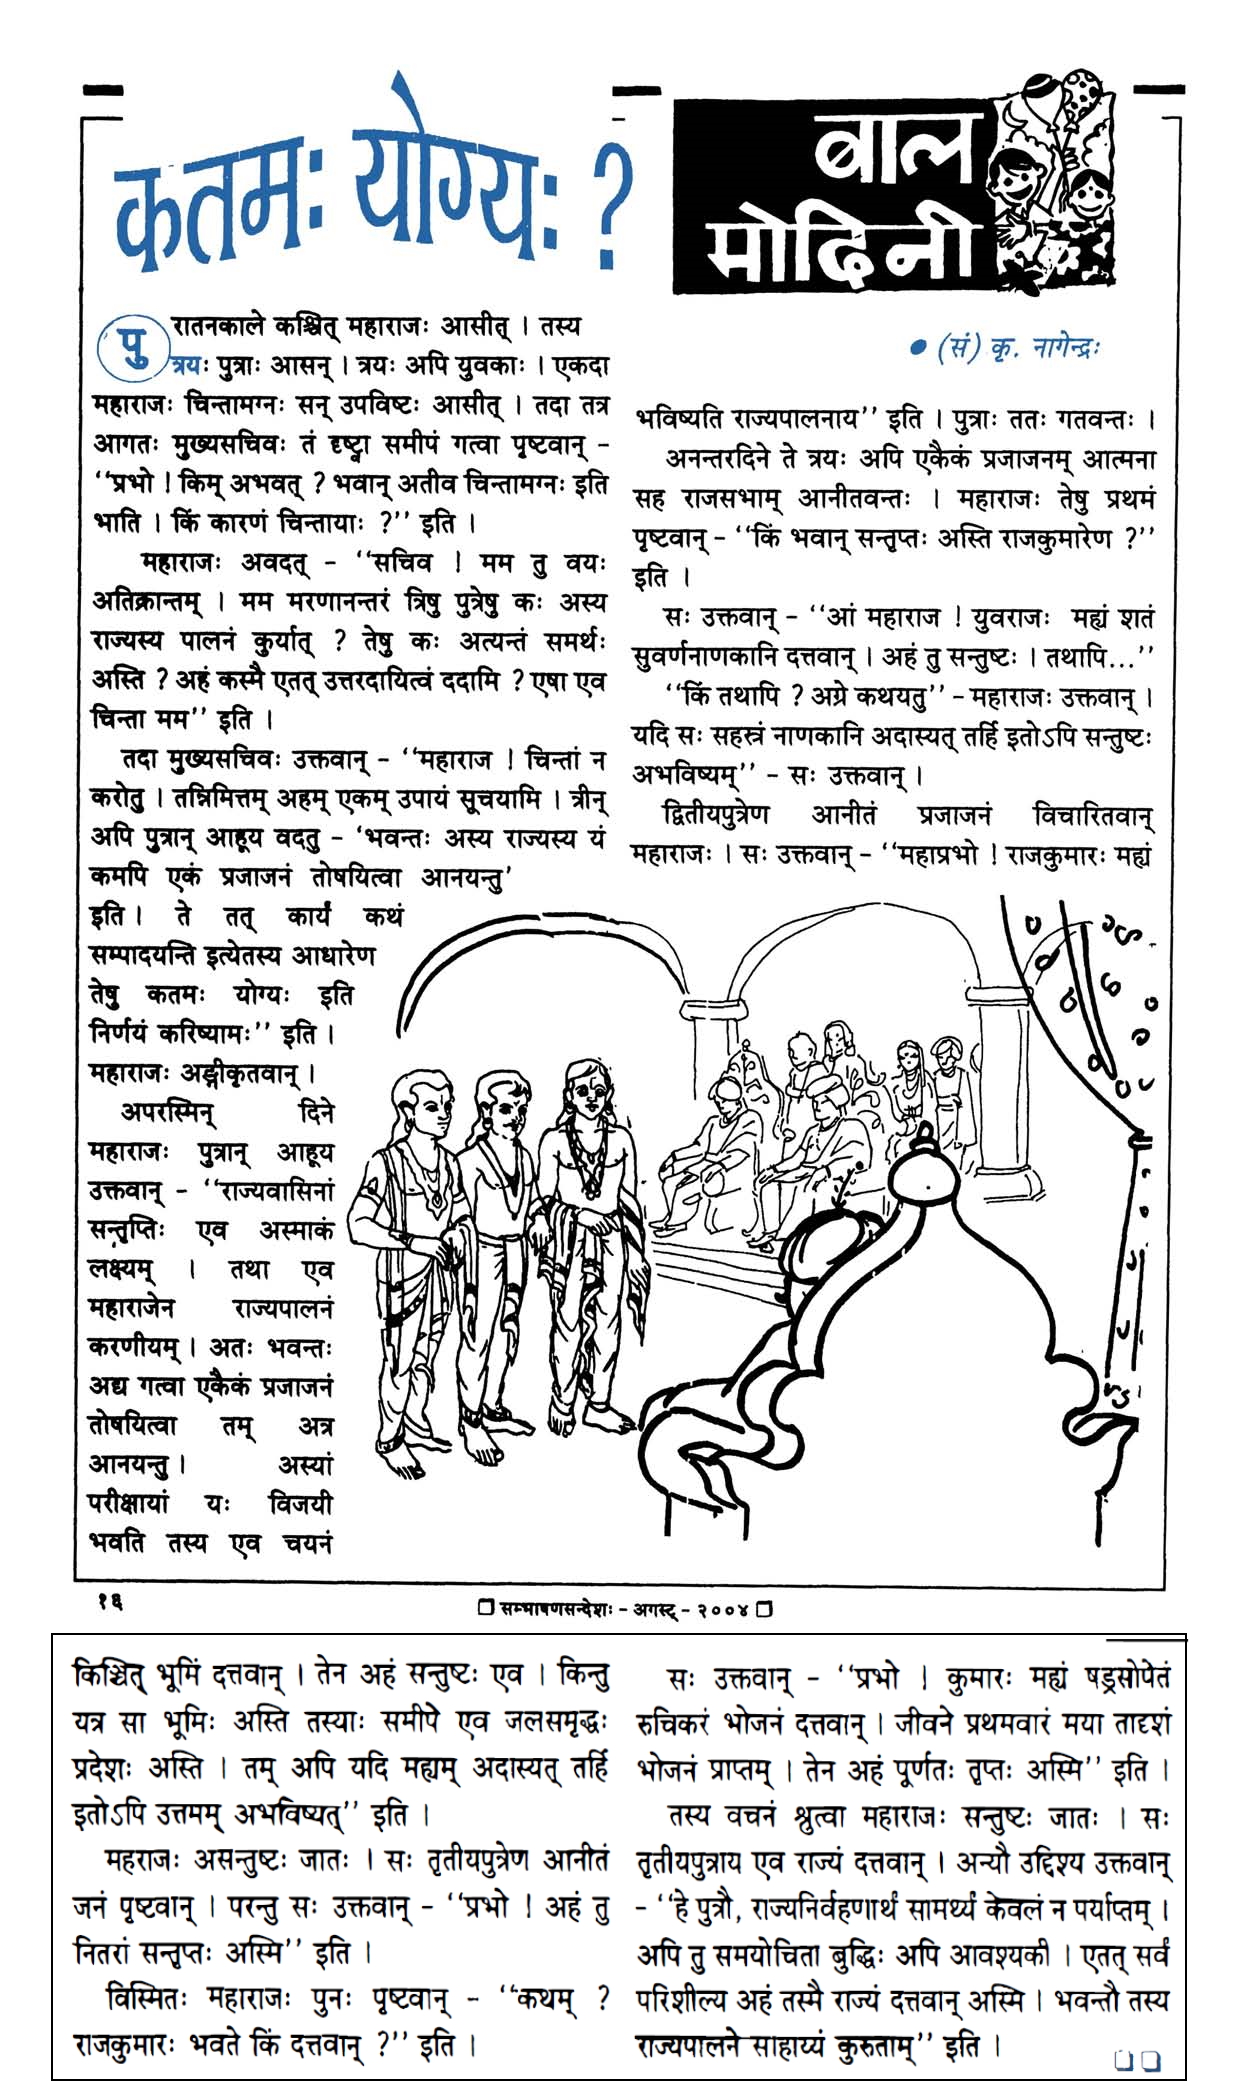 कतमः योग्यः ?
बाल
मोदिनी
• (सं) कृ. नागेन्द्रः
पुरातनकाले कश्चित् महाराजः आसीत् । तस्य
त्रयः पुत्राः आसन् । त्रयः अपि युवकाः । एकदा
महाराजः चिन्तामग्नः सन् उपविष्टः आसीत् । तदा तत्र
आगतः मुख्यसचिवः तं दृष्ट्वा समीपं गत्वा पृष्टवान् –
‘‘प्रभो ! किम् अभवत् ? भवान् अतीव चिन्तामग्नः इति
भाति । किं कारणं चिन्तायाः ?’’ इति ।
महाराजः अवदत् – ‘‘सचिव ! मम तु वयः
अतिक्रान्तम् । मम मरणानन्तरं त्रिषु पुत्रेषु कः अस्य
राज्यस्य पालनं कुर्यात् ? तेषु कः अत्यन्तं समर्थः
अस्ति ? अहं कस्मै एतत् उत्तरदायित्वं ददामि ? एषा एव
चिन्ता मम’’ इति ।
तदा मुख्यसचिवः उक्तवान् – ‘‘महाराज ! चिन्तां न
करोतु । तन्निमित्तम् अहम् एकम् उपायं सूचयामि । त्रीन्
अपि पुत्रान् आहूय वदतु – ‘भवन्तः अस्य राज्यस्य यं
कमपि एकं प्रजाजनं तोषयित्वा आनयन्तु’
इति । ते तत् कार्यं कथं
सम्पादयन्ति इत्येतस्य आधारेण
तेषु कतमः योग्यः इति
निर्णयं करिष्यामः’’ इति ।
महाराजः अङ्गीकृतवान् ।
अपरस्मिन् दिने
महाराजः पुत्रान् आहूय
उक्तवान् – ‘‘राज्यवासिनां
सन्तृप्तिः एव अस्माकं
लक्ष्यम् । तथा एव
महाराजेन राज्यपालनं
करणीयम् । अतः भवन्तः
अद्य गत्वा एकैकं प्रजाजनं
तोषयित्वा तम् अत्र
आनयन्तु । अस्यां
परीक्षायां यः विजयी
भवति तस्य एव चयनं
भविष्यति राज्यपालनाय’’ इति । पुत्राः ततः गतवन्तः ।
अनन्तरदिने ते त्रयः अपि एकैकं प्रजाजनम् आत्मना
सह राजसभाम् आनीतवन्तः । महाराजः तेषु प्रथमं
पृष्टवान् – ‘‘किं भवान् सन्तृप्तः अस्ति राजकुमारेण ?’’
इति ।
सः उक्तवान् – ‘‘आं महाराज ! युवराजः मह्यं शतं
सुवर्णनाणकानि दत्तवान् । अहं तु सन्तुष्टः । तथापि...’’
‘‘किं तथापि ? अग्रे कथयतु’’ – महाराजः उक्तवान् ।
यदि सः सहस्रं नाणकानि अदास्यत् तर्हि इतोऽपि सन्तुष्टः
अभविष्यम्’’ – सः उक्तवान् ।
द्वितीयपुत्रेण आनीतं प्रजाजनं विचारितवान्
महाराजः । सः उक्तवान् – ‘‘महाप्रभो ! राजकुमारः मह्यं
१६
❐ सम्भाषणसन्देशः – अगस्ट् – २००४ ❐
किञ्चित् भूमिं दत्तवान् । तेन अहं सन्तुष्टः एव । किन्तु
यत्र सा भूमिः अस्ति तस्याः समीपे एव जलसमृद्धः
प्रदेशः अस्ति । तम् अपि यदि मह्यम् अदास्यत् तर्हि
इतोऽपि उत्तमम् अभविष्यत्’’ इति ।
महराजः असन्तुष्टः जातः । सः तृतीयपुत्रेण आनीतं
जनं पृष्टवान् । परन्तु सः उक्तवान् – ‘‘प्रभो ! अहं तु
नितरां सन्तृप्तः अस्मि’’ इति ।
विस्मितः महाराजः पुनः पृष्टवान् – ‘‘कथम् ?
राजकुमारः भवते किं दत्तवान् ?’’ इति ।
सः उक्तवान् – ‘‘प्रभो ! कुमारः मह्यं षड्रसोपेतं
रुचिकरं भोजनं दत्तवान् । जीवने प्रथमवारं मया तादृशं
भोजनं प्राप्तम् । तेन अहं पूर्णतः तृप्तः अस्मि’’ इति ।
तस्य वचनं श्रुत्वा महाराजः सन्तुष्टः जातः । सः
तृतीयपुत्राय एव राज्यं दत्तवान् । अन्यौ उद्दिश्य उक्तवान्
– ‘‘हे पुत्रौ, राज्यनिर्वहणार्थं सामर्थ्यं केवलं न पर्याप्तम् ।
अपि तु समयोचिता बुद्धिः अपि आवश्यकी । एतत् सर्वं
परिशील्य अहं तस्मै राज्यं दत्तवान् अस्मि । भवन्तौ तस्य
राज्यपालने साहाय्यं कुरुताम्’’ इति ।